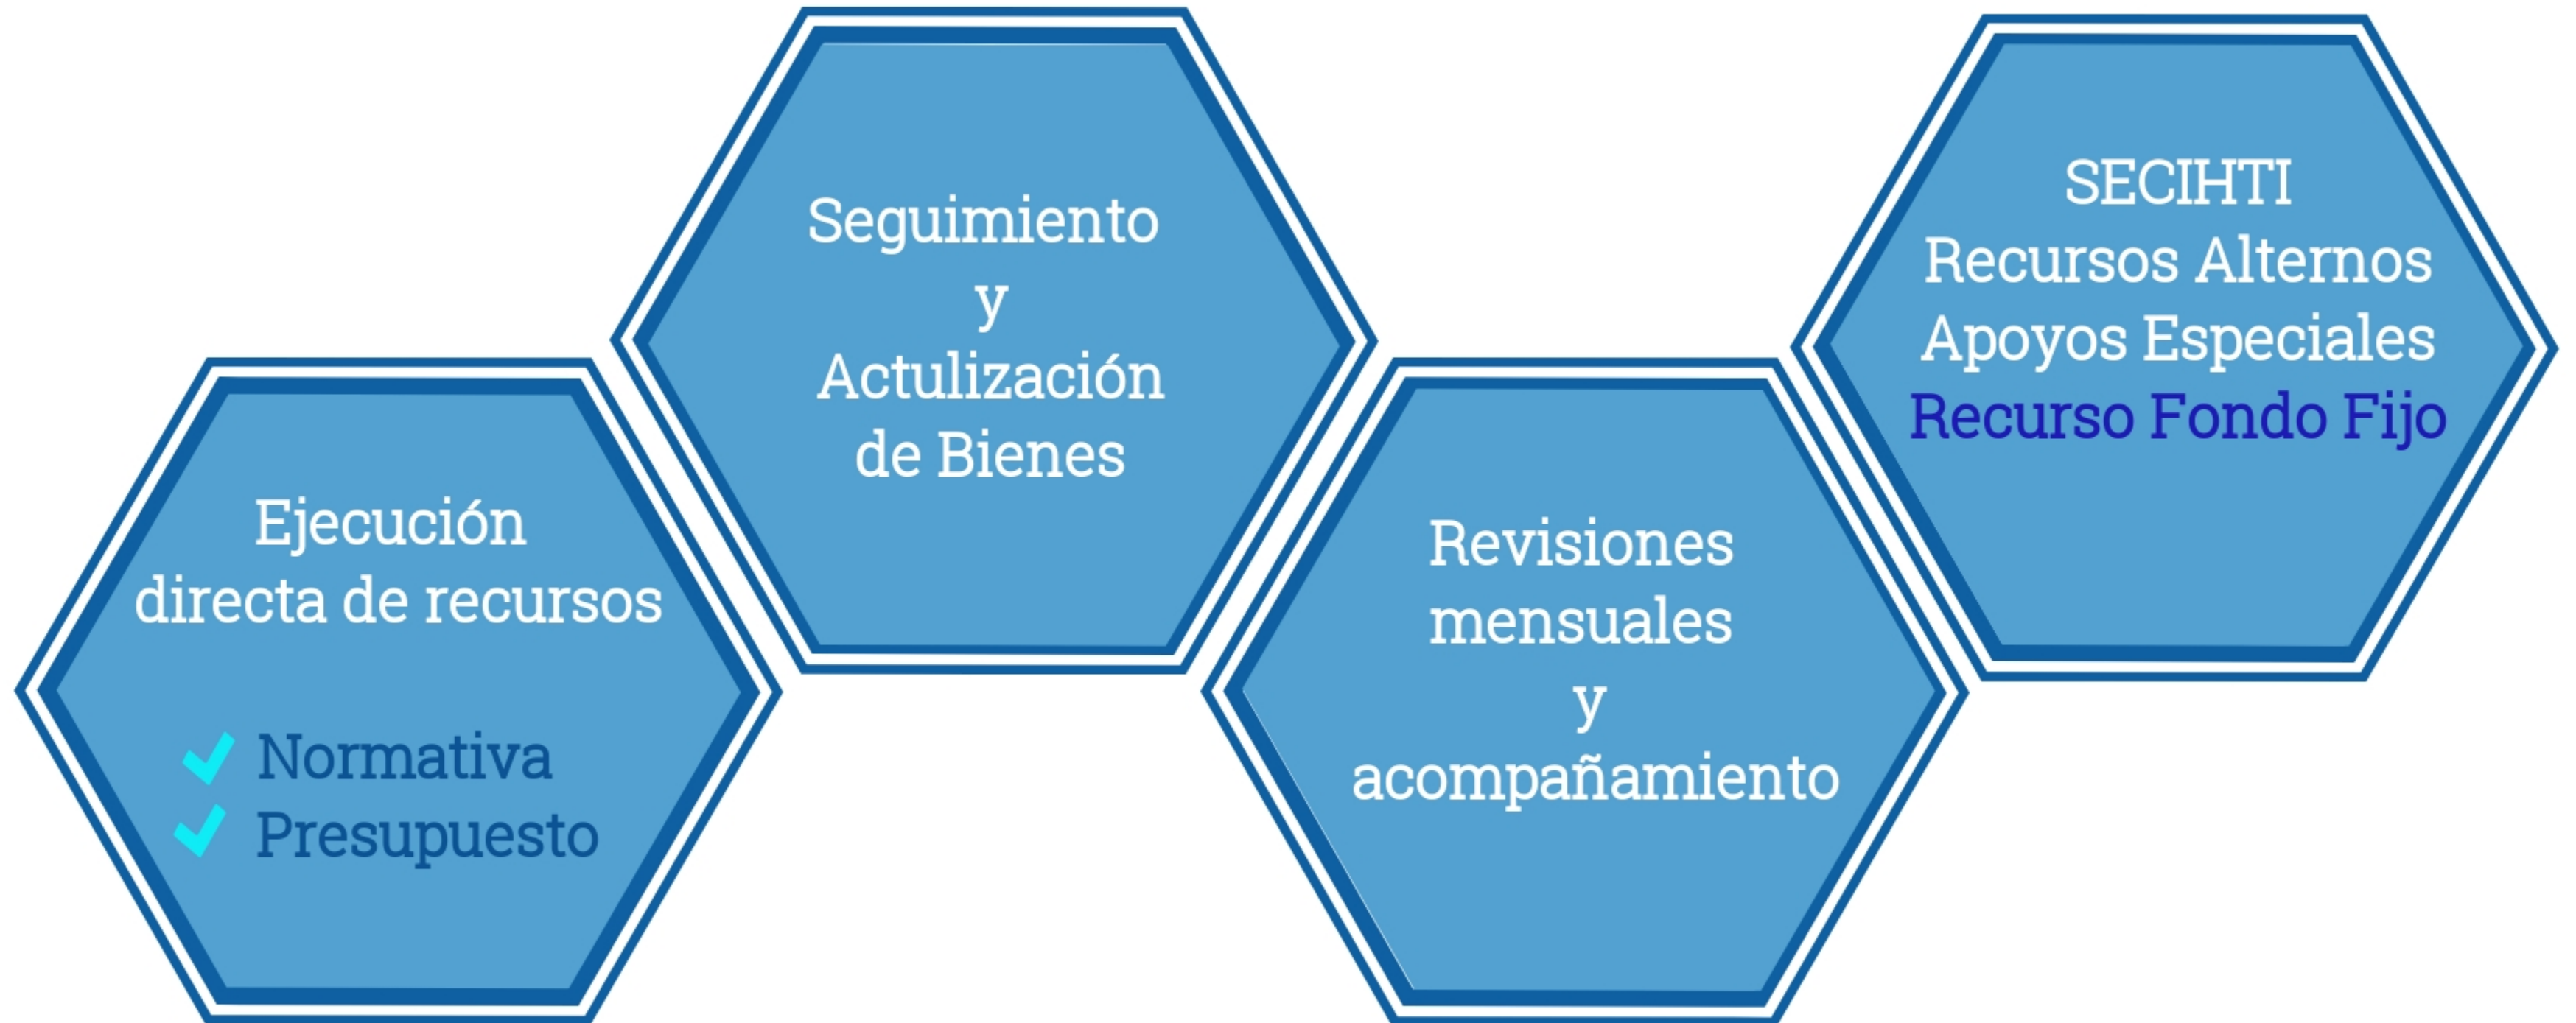 Ejecución
directa de recursos
Normativa
Presupuesto
Seguimiento
y
Actulización
de Bienes
Revisiones
mensuales
y
acompañamiento
SECIHTI
Recursos Alternos
Apoyos Especiales
Recurso Fondo Fijo